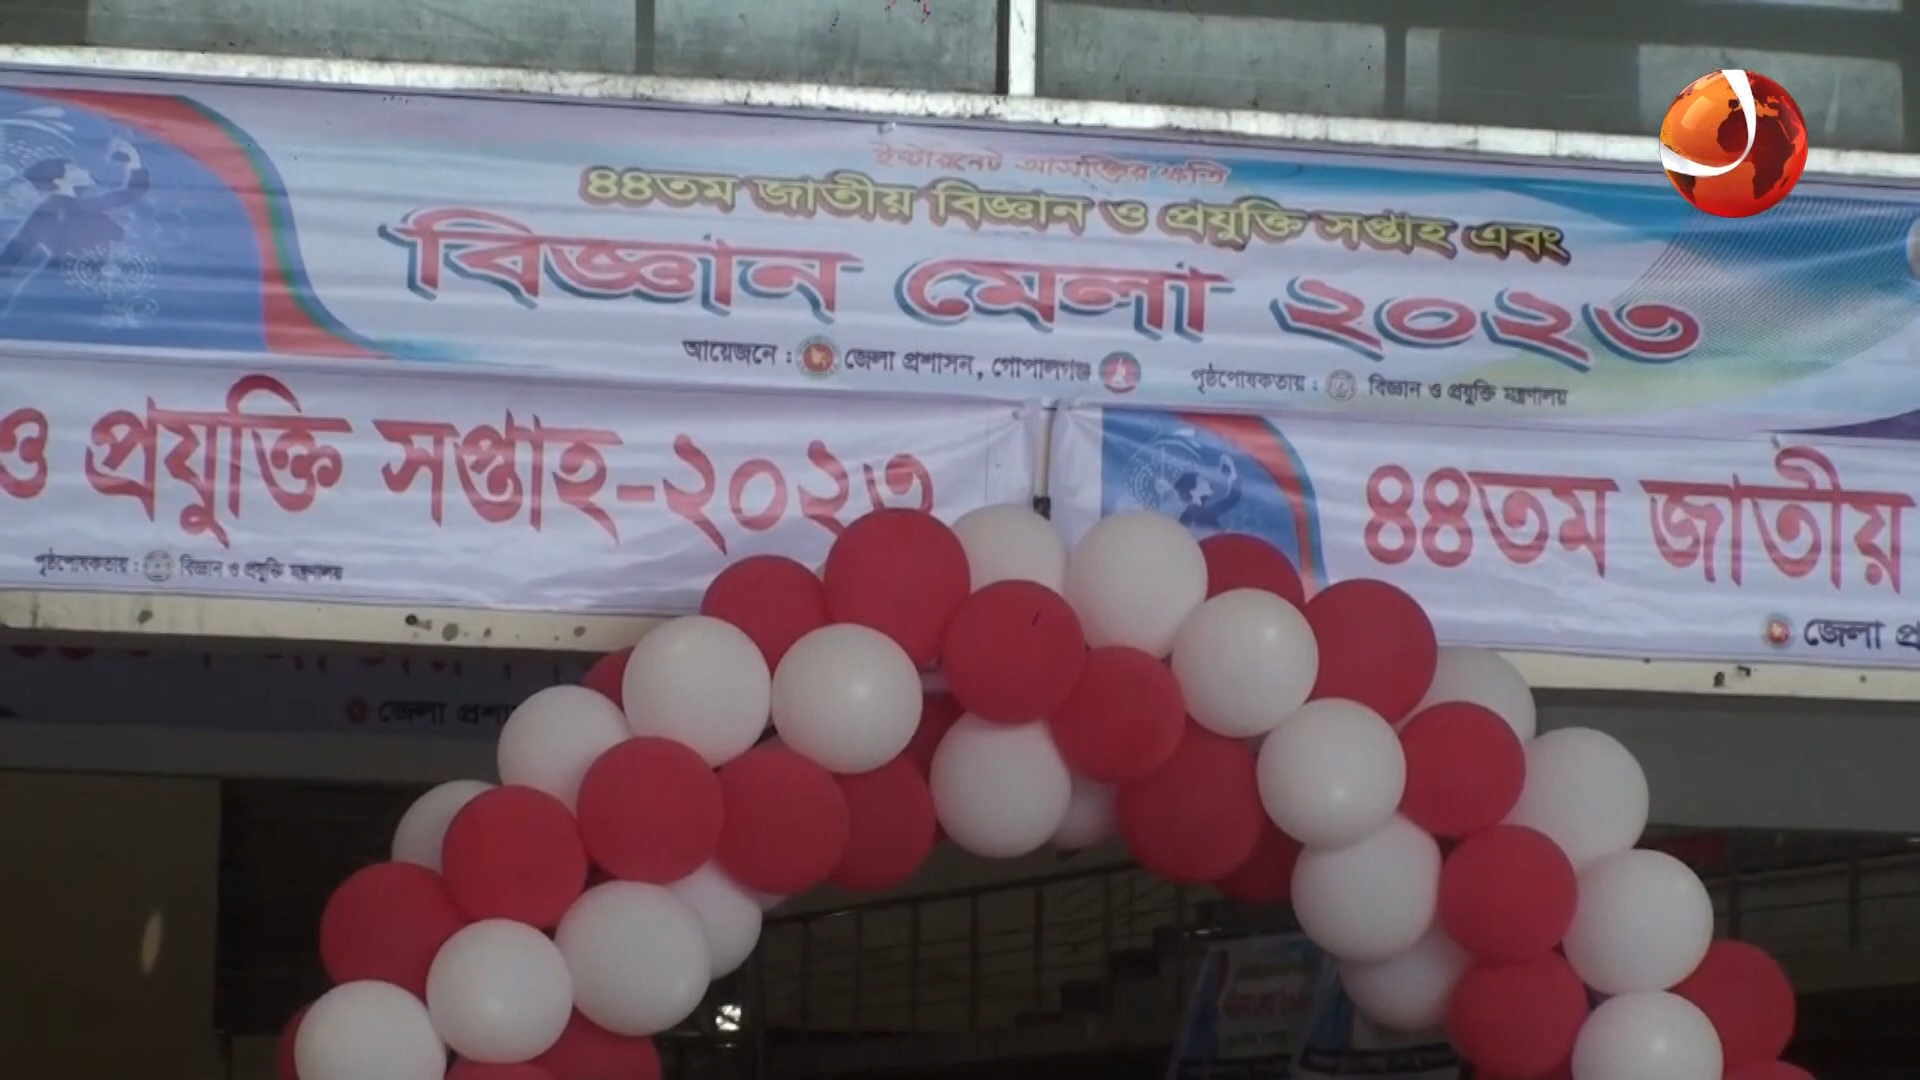 ইন্টারনেট আসক্তির ক্ষতি
৪৪তম জাতীয় বিজ্ঞান ও প্রযুক্তি সপ্তাহ এবং
বিজ্ঞান মেলা ২০২৩
আয়োজনে : জেলা প্রশাসন, গোপালগঞ্জ পৃষ্ঠপোষকতায় : বিজ্ঞান ও প্রযুক্তি মন্ত্রণালয়
ও প্রযুক্তি সপ্তাহ-২০২৩
পৃষ্ঠপোষকতায় : বিজ্ঞান ও প্রযুক্তি মন্ত্রণালয়
৪৪তম জাতীয়
জেলা প্র
জেলা প্রশা